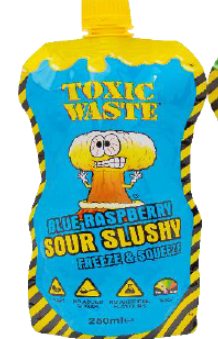 TOXIC
WASTE
BLUE RASPBERRY
SOUR SLUSHY
FREEZE & SQUEEZE
250ml℮